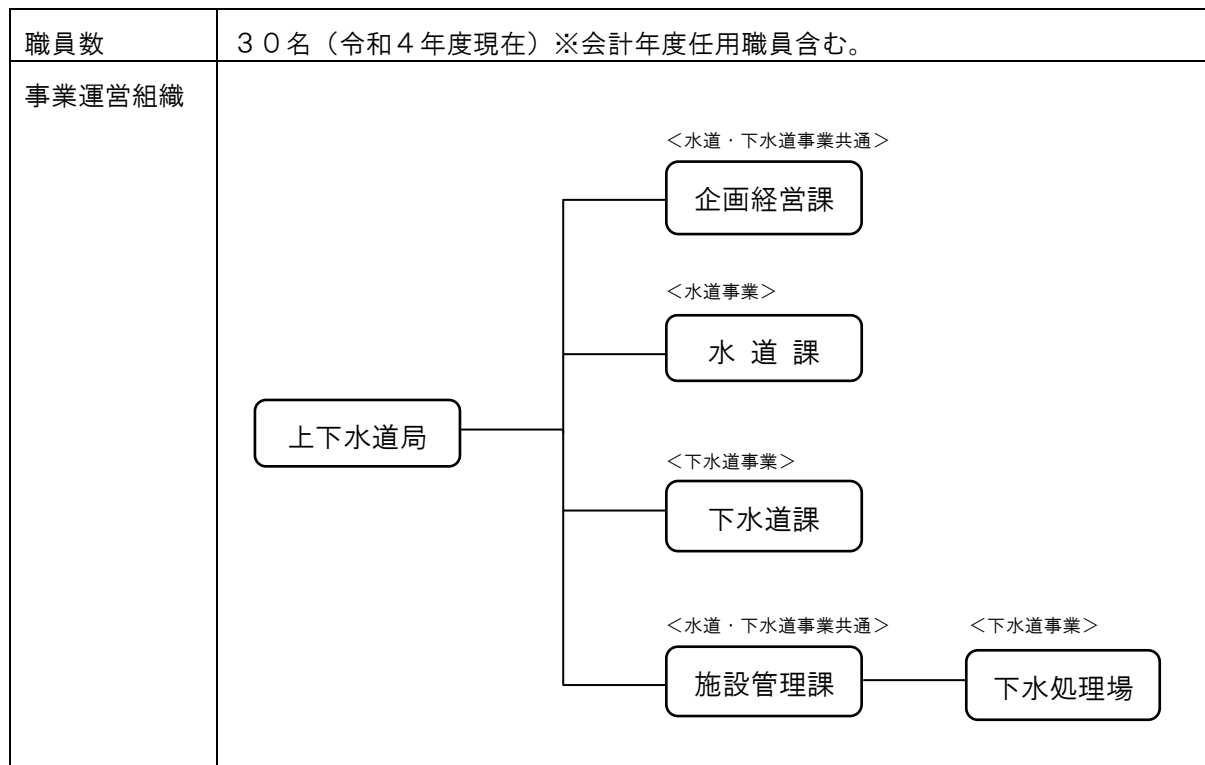 職員数
３０名（令和４年度現在）※会計年度任用職員含む。
事業運営組織
＜水道・下水道事業共通＞
企画経営課
＜水道事業＞
水 道 課
上下水道局
＜下水道事業＞
下水道課
＜水道・下水道事業共通＞
施設管理課
＜下水道事業＞
下水処理場